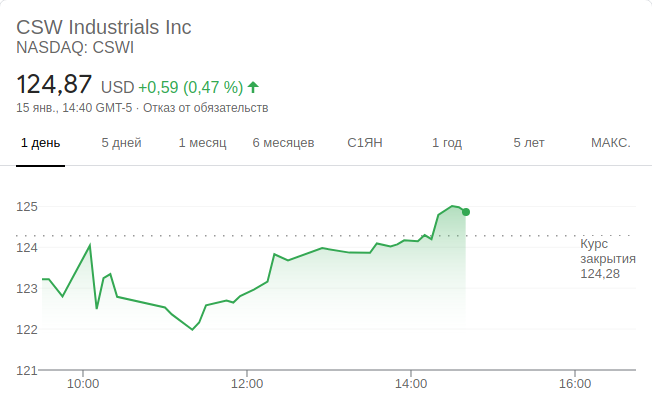 CSW Industrials Inc
NASDAQ: CSWI
124,87 USD +0,59 (0,47 %)
15 янв., 14:40 GMT-5 · Отказ от обязательств
1 день 5 дней 1 месяц 6 месяцев С1ЯН 1 год 5 лет МАКС.
125
124
123
122
121
Курс
закрытия
124,28
10:00 12:00 14:00 16:00